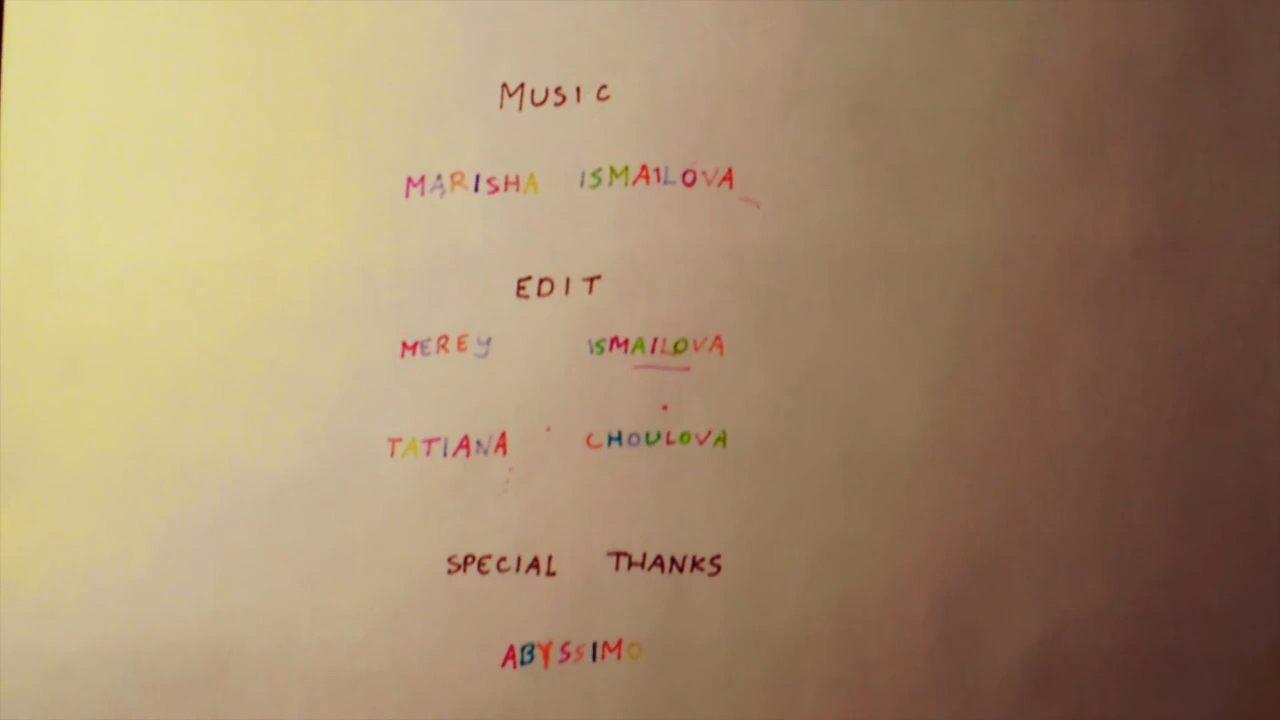 MUSIC
MARISHA ISMAILOVA
EDIT
MEREY ISMAILOVA
TATIANA CHOULOVA
SPECIAL THANKS
ABYSSIMO